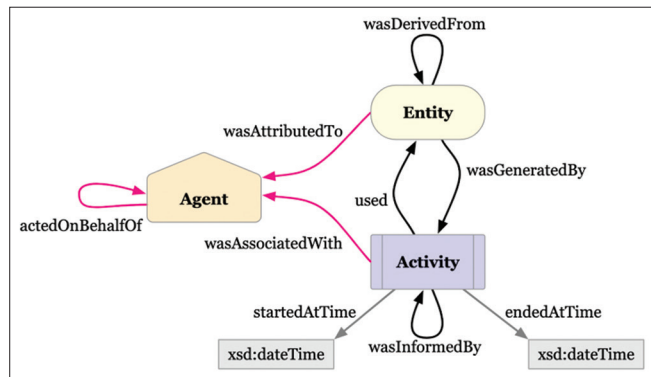 wasDerivedFrom
Entity
wasAttributedTo
wasGeneratedBy
used
Agent
actedOnBehalfOf
wasAssociatedWith
Activity
startedAtTime
endedAtTime
wasInformedBy
xsd:dateTime
xsd:dateTime